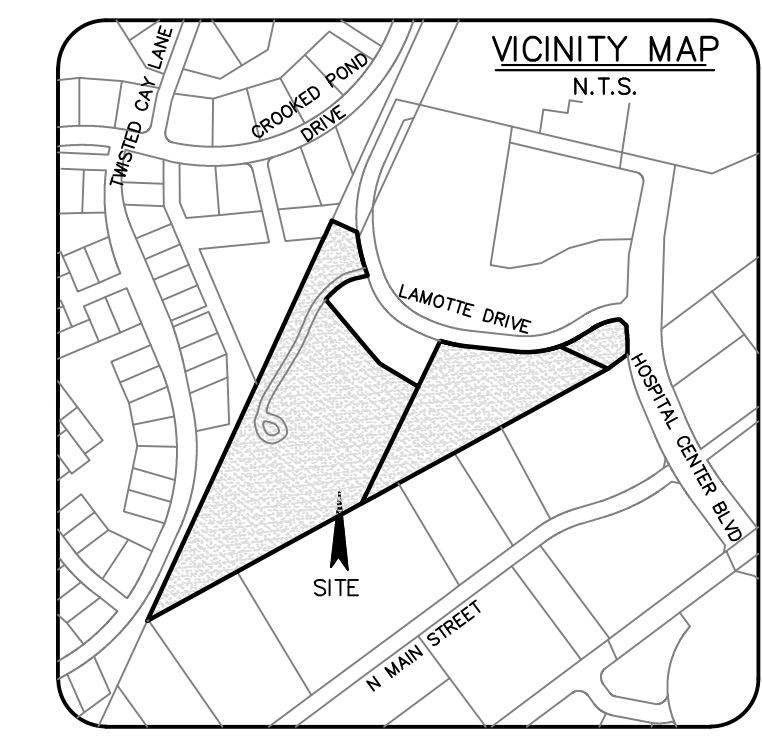 VICINITY MAP
N.T.S.
TWISTED CAY LANE
CROOKED POND
DRIVE
LAMOTTE DRIVE
HOSPITAL CENTER BLVD
SITE
N MAIN STREET